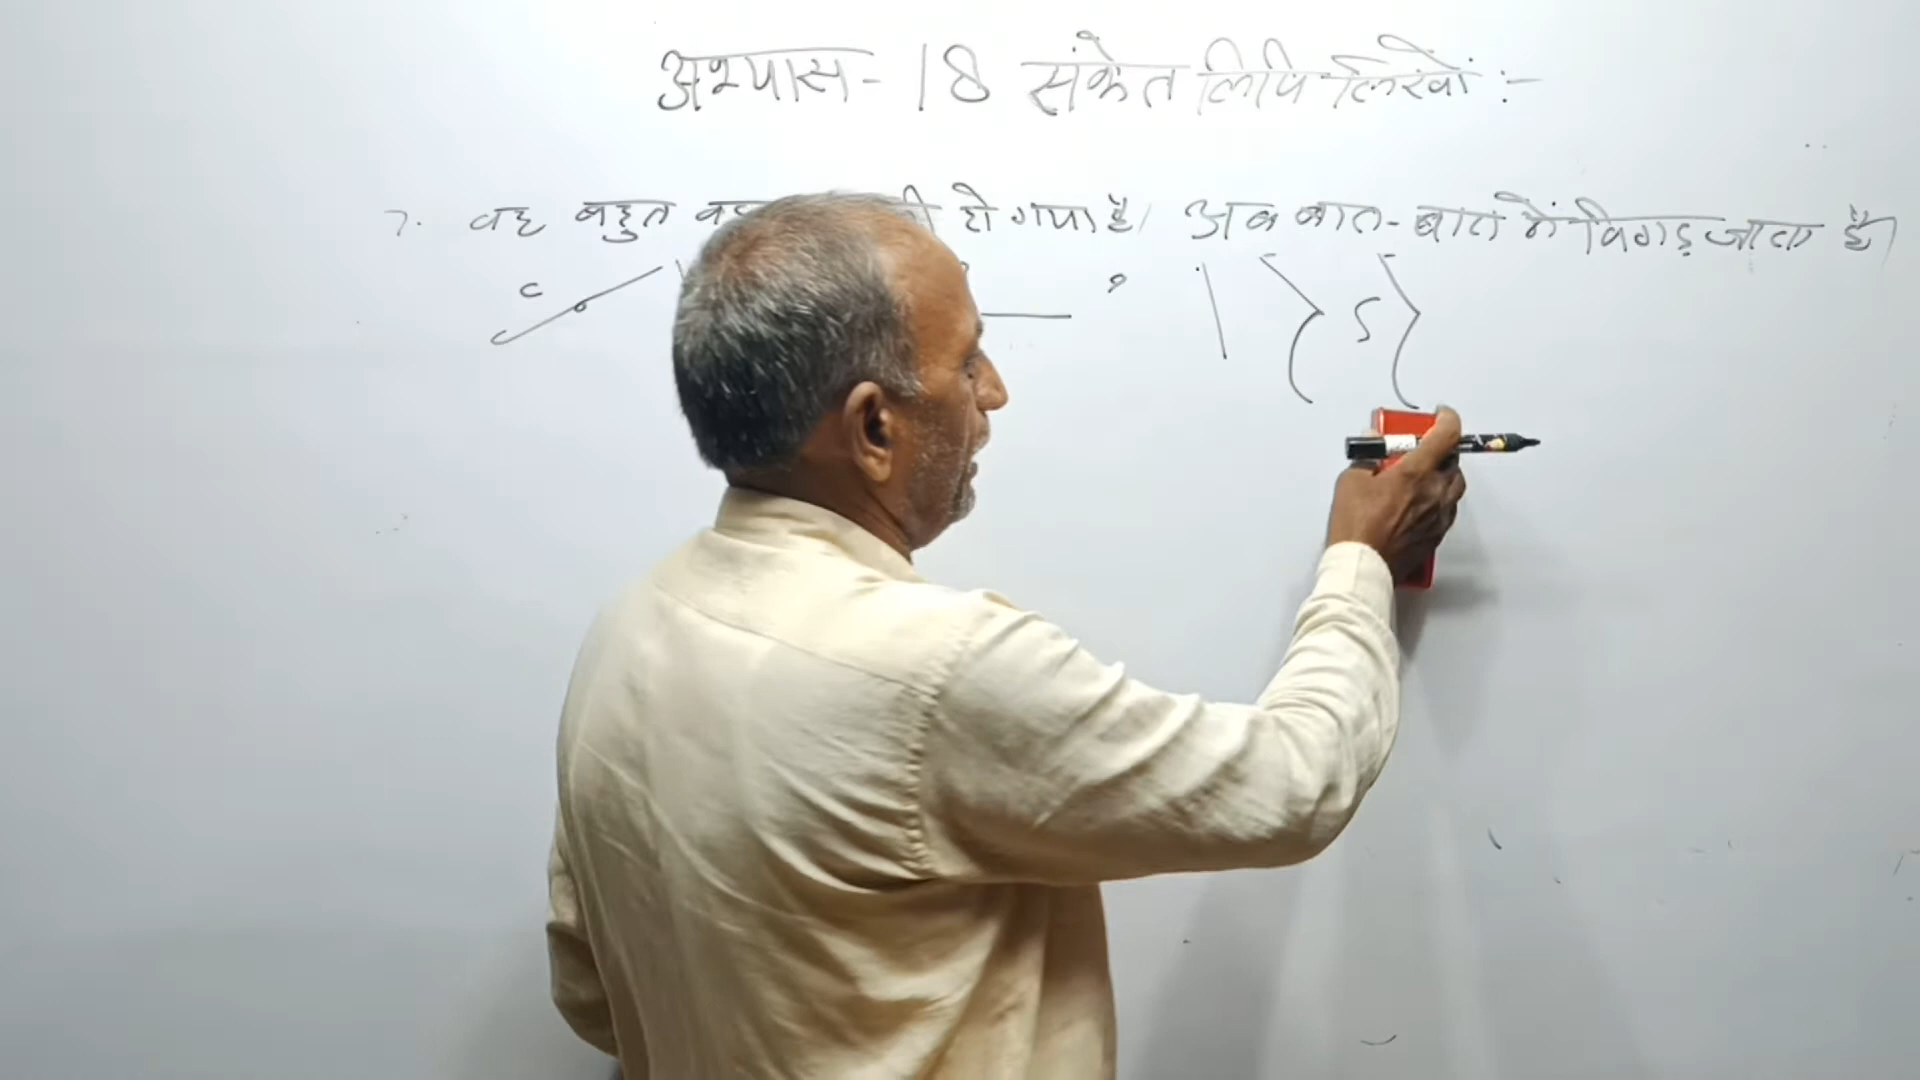 अभ्यास - 18 संकेत लिपि लिखो :-
7. वह बहुत हो गया है। अब बात-बात में बिगड़ जाता है।